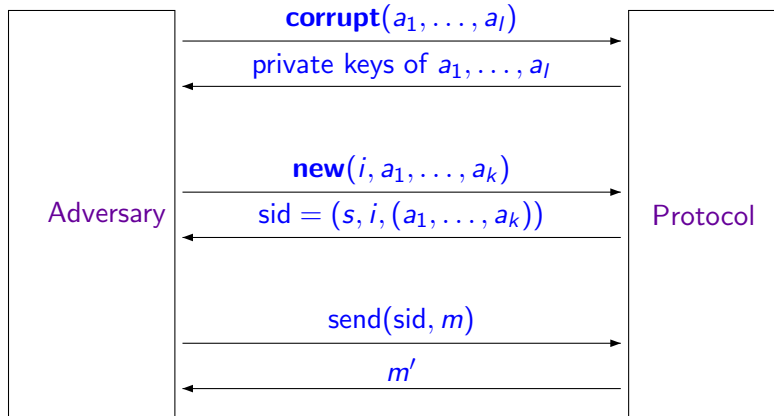 corrupt(a₁, . . . , aₗ)
private keys of a₁, . . . , aₗ
new(i, a₁, . . . , aₖ)
Adversary
sid = (s, i, (a₁, . . . , aₖ))
Protocol
send(sid, m)
m′